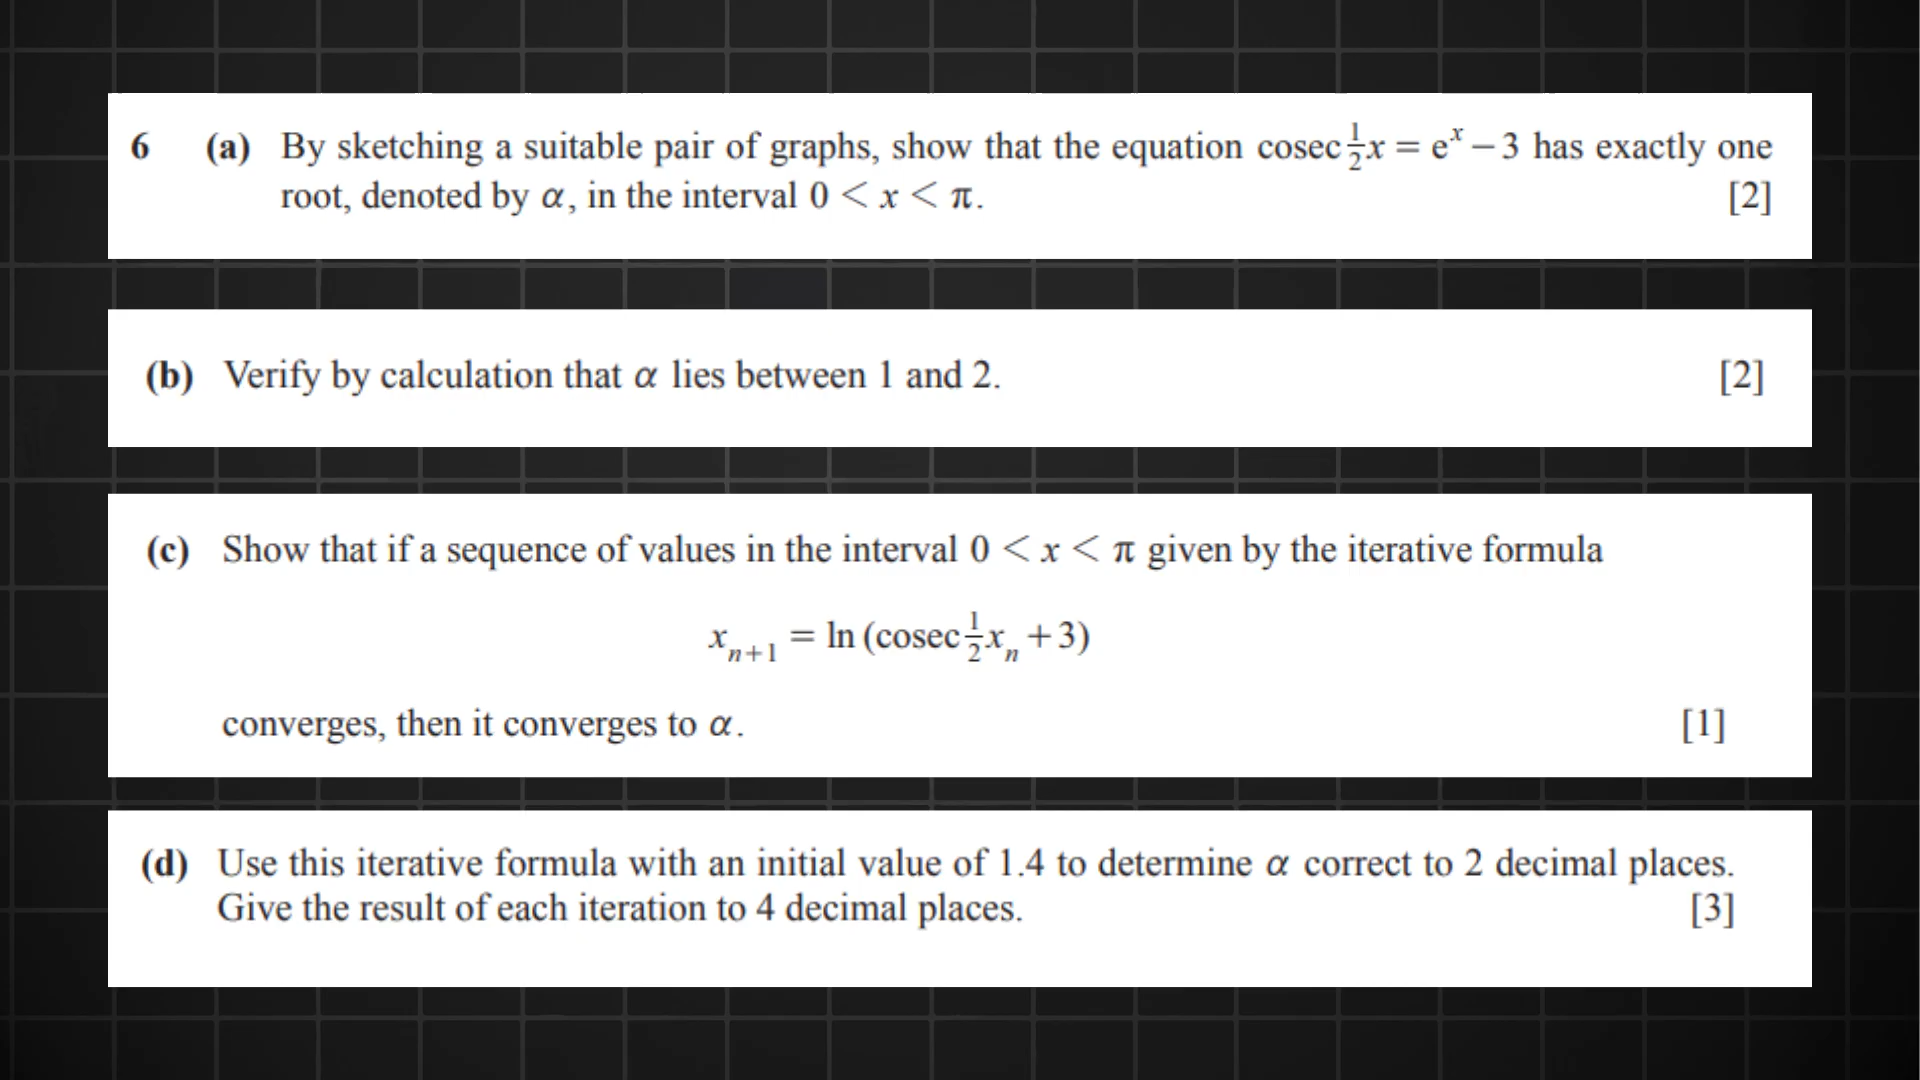 6 (a) By sketching a suitable pair of graphs, show that the equation cosec ½x = eˣ − 3 has exactly one
root, denoted by α, in the interval 0 < x < π. [2]
(b) Verify by calculation that α lies between 1 and 2. [2]
(c) Show that if a sequence of values in the interval 0 < x < π given by the iterative formula
xₙ₊₁ = ln (cosec ½xₙ + 3)
converges, then it converges to α. [1]
(d) Use this iterative formula with an initial value of 1.4 to determine α correct to 2 decimal places.
Give the result of each iteration to 4 decimal places. [3]